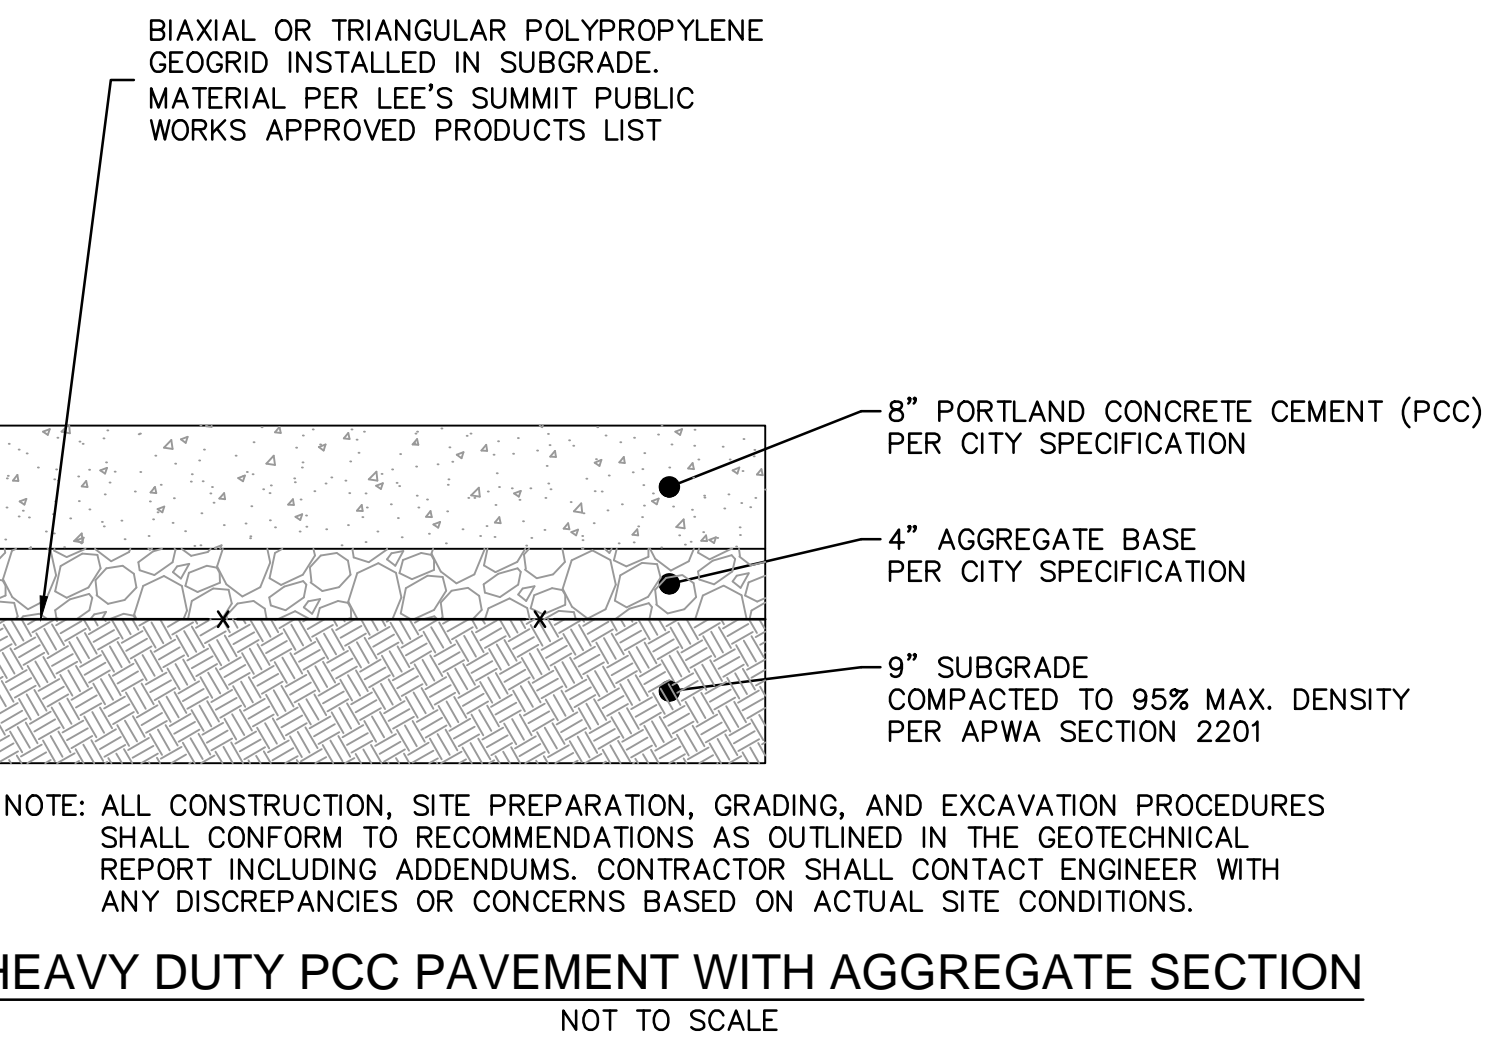 BIAXIAL OR TRIANGULAR POLYPROPYLENE
GEOGRID INSTALLED IN SUBGRADE.
MATERIAL PER LEE'S SUMMIT PUBLIC
WORKS APPROVED PRODUCTS LIST
8” PORTLAND CONCRETE CEMENT (PCC)
PER CITY SPECIFICATION
4” AGGREGATE BASE
PER CITY SPECIFICATION
9” SUBGRADE
COMPACTED TO 95% MAX. DENSITY
PER APWA SECTION 2201
NOTE: ALL CONSTRUCTION, SITE PREPARATION, GRADING, AND EXCAVATION PROCEDURES
SHALL CONFORM TO RECOMMENDATIONS AS OUTLINED IN THE GEOTECHNICAL
REPORT INCLUDING ADDENDUMS. CONTRACTOR SHALL CONTACT ENGINEER WITH
ANY DISCREPANCIES OR CONCERNS BASED ON ACTUAL SITE CONDITIONS.
HEAVY DUTY PCC PAVEMENT WITH AGGREGATE SECTION
NOT TO SCALE